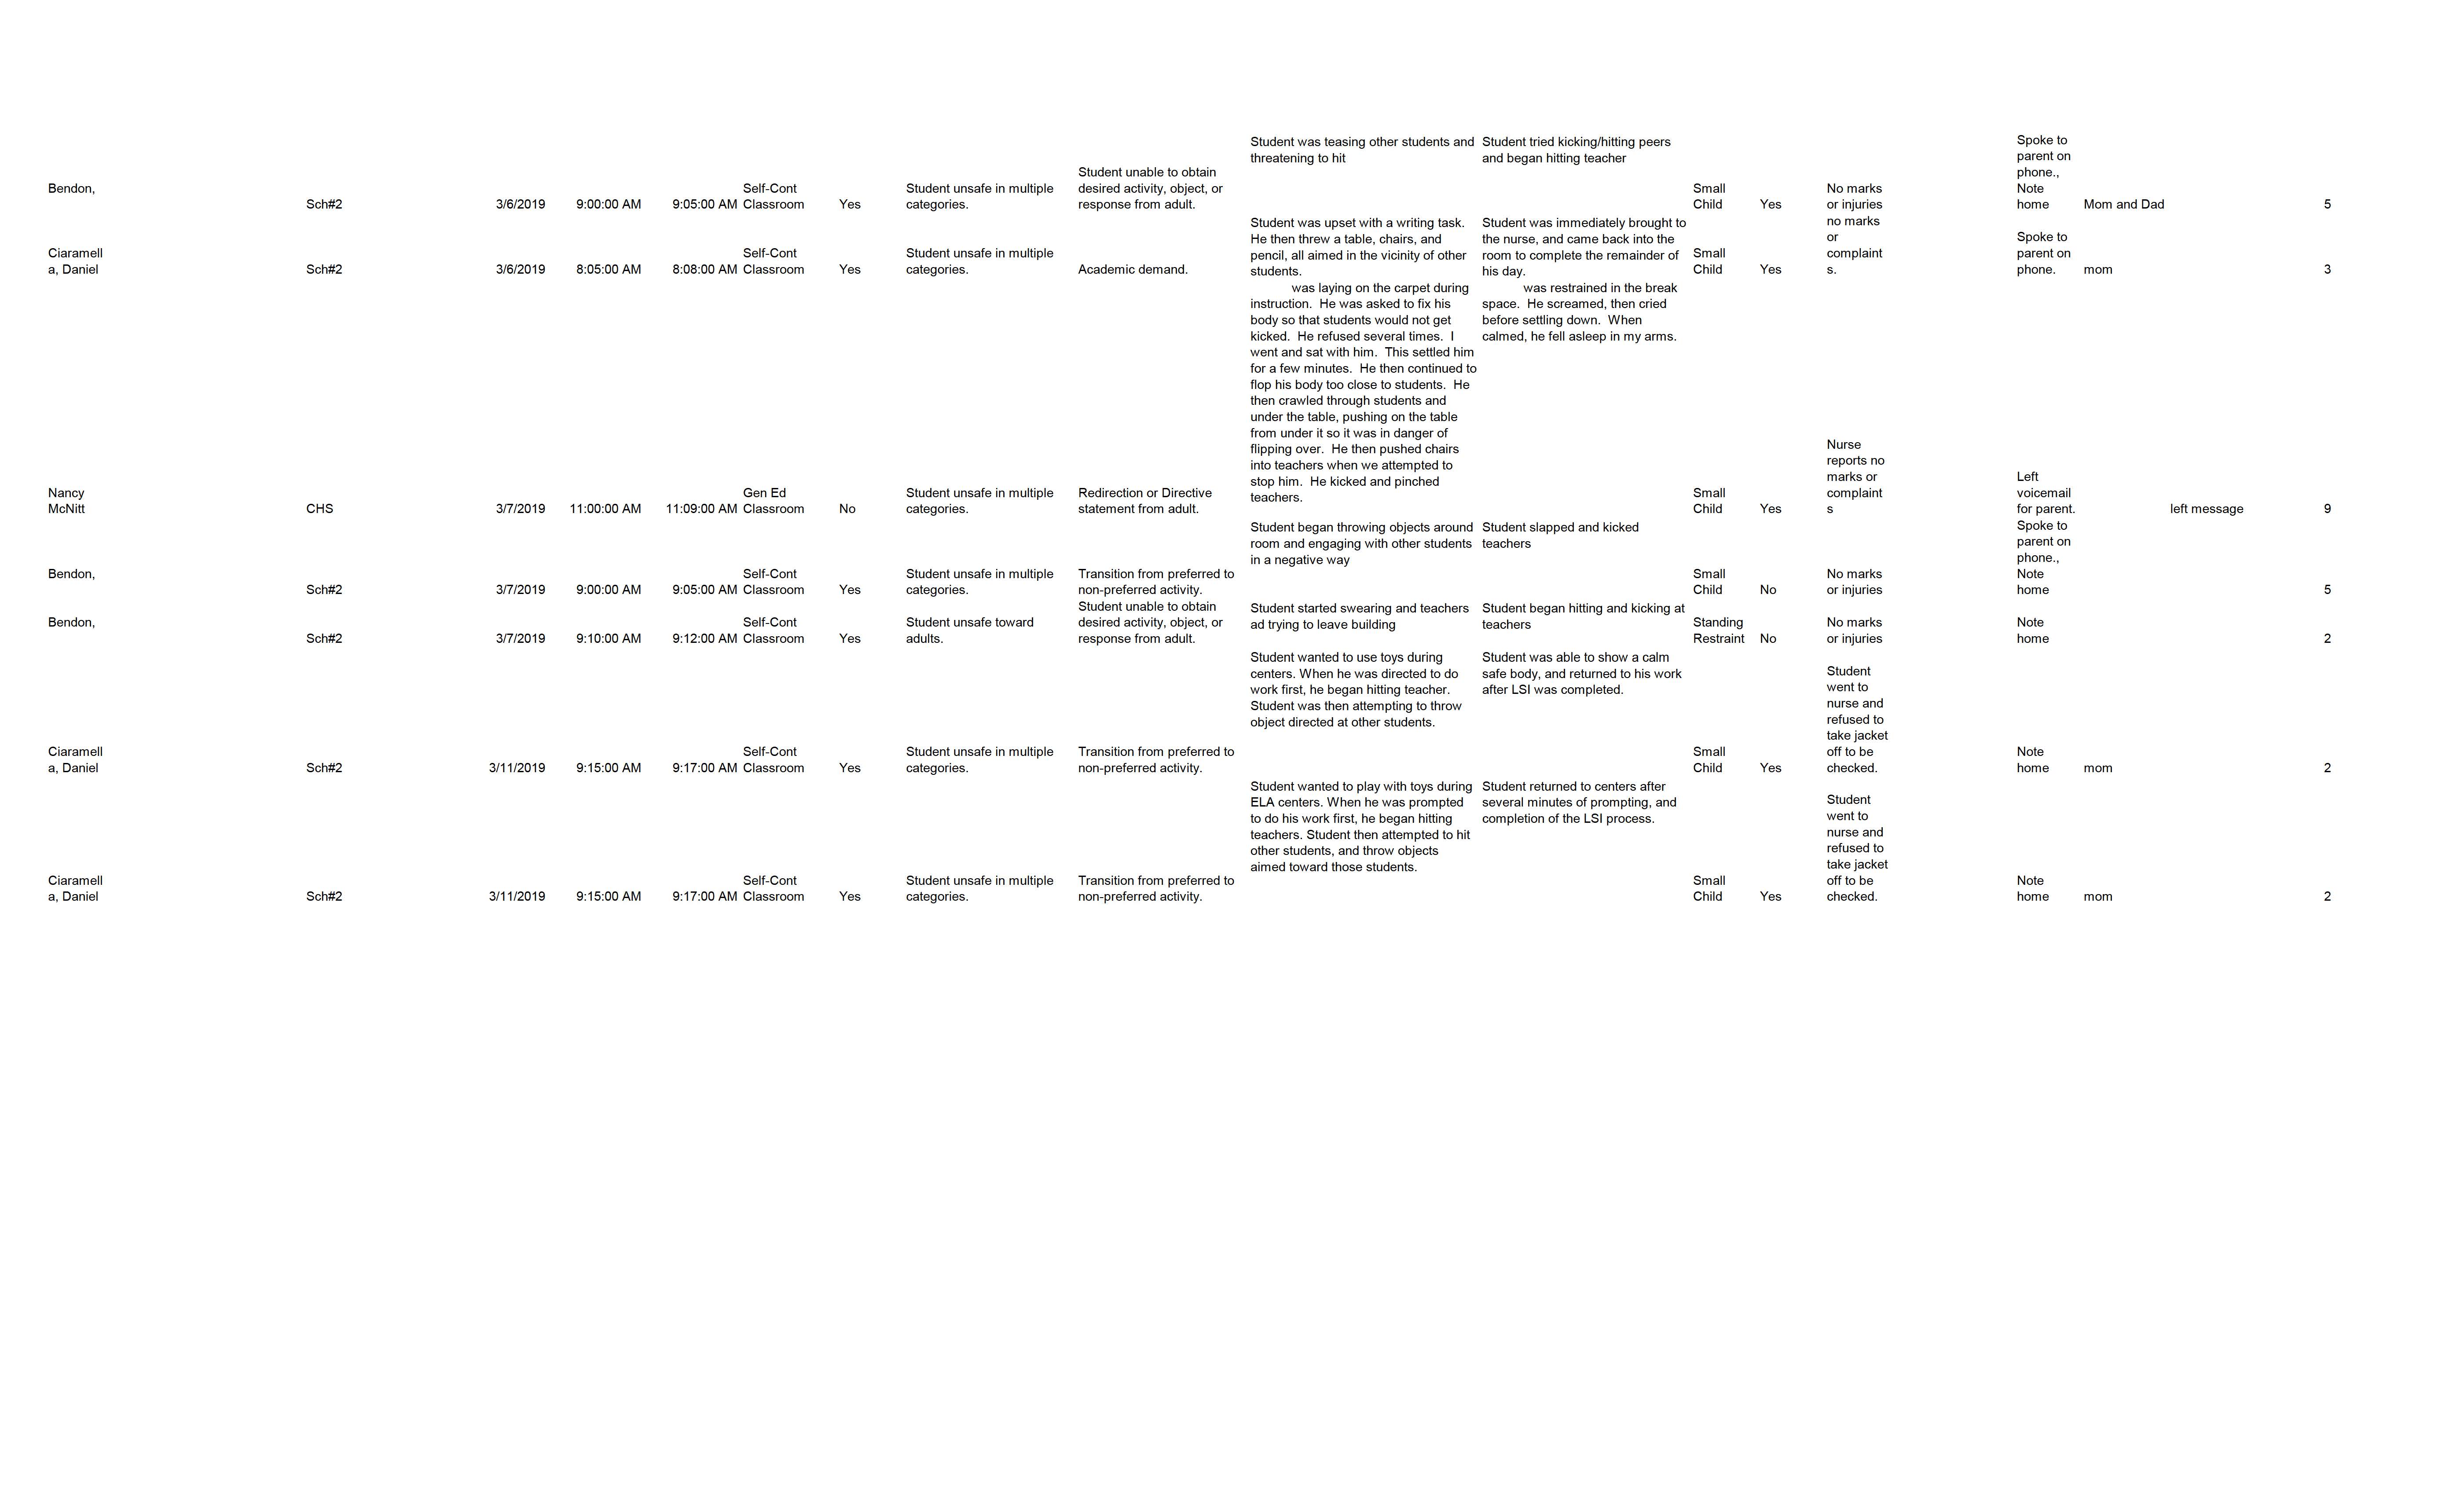 Bendon,
Sch#2
3/6/2019
9:00:00 AM
9:05:00 AM
Self-Cont
Classroom
Yes
Student unsafe in multiple
categories.
Student unable to obtain
desired activity, object, or
response from adult.
Student was teasing other students and
threatening to hit
Student tried kicking/hitting peers
and began hitting teacher
Small
Child
Yes
No marks
or injuries
Spoke to
parent on
phone.,
Note
home
Mom and Dad
5
Ciaramell
a, Daniel
Sch#2
3/6/2019
8:05:00 AM
8:08:00 AM
Self-Cont
Classroom
Yes
Student unsafe in multiple
categories.
Academic demand.
Student was upset with a writing task.
He then threw a table, chairs, and
pencil, all aimed in the vicinity of other
students.
Student was immediately brought to
the nurse, and came back into the
room to complete the remainder of
his day.
Small
Child
Yes
no marks
or
complaint
s.
Spoke to
parent on
phone.
mom
3
Nancy
McNitt
CHS
3/7/2019
11:00:00 AM
11:09:00 AM
Gen Ed
Classroom
No
Student unsafe in multiple
categories.
Redirection or Directive
statement from adult.
was laying on the carpet during
instruction.  He was asked to fix his
body so that students would not get
kicked.  He refused several times.  I
went and sat with him.  This settled him
for a few minutes.  He then continued to
flop his body too close to students.  He
then crawled through students and
under the table, pushing on the table
from under it so it was in danger of
flipping over.  He then pushed chairs
into teachers when we attempted to
stop him.  He kicked and pinched
teachers.
was restrained in the break
space.  He screamed, then cried
before settling down.  When
calmed, he fell asleep in my arms.
Small
Child
Yes
Nurse
reports no
marks or
complaint
s
Left
voicemail
for parent.
left message
9
Bendon,
Sch#2
3/7/2019
9:00:00 AM
9:05:00 AM
Self-Cont
Classroom
Yes
Student unsafe in multiple
categories.
Transition from preferred to
non-preferred activity.
Student began throwing objects around
room and engaging with other students
in a negative way
Student slapped and kicked
teachers
Small
Child
No
No marks
or injuries
Spoke to
parent on
phone.,
Note
home
5
Bendon,
Sch#2
3/7/2019
9:10:00 AM
9:12:00 AM
Self-Cont
Classroom
Yes
Student unsafe toward
adults.
Student unable to obtain
desired activity, object, or
response from adult.
Student started swearing and teachers
ad trying to leave building
Student began hitting and kicking at
teachers
Standing
Restraint
No
No marks
or injuries
Note
home
2
Ciaramell
a, Daniel
Sch#2
3/11/2019
9:15:00 AM
9:17:00 AM
Self-Cont
Classroom
Yes
Student unsafe in multiple
categories.
Transition from preferred to
non-preferred activity.
Student wanted to use toys during
centers. When he was directed to do
work first, he began hitting teacher.
Student was then attempting to throw
object directed at other students.
Student was able to show a calm
safe body, and returned to his work
after LSI was completed.
Small
Child
Yes
Student
went to
nurse and
refused to
take jacket
off to be
checked.
Note
home
mom
2
Ciaramell
a, Daniel
Sch#2
3/11/2019
9:15:00 AM
9:17:00 AM
Self-Cont
Classroom
Yes
Student unsafe in multiple
categories.
Transition from preferred to
non-preferred activity.
Student wanted to play with toys during
ELA centers. When he was prompted
to do his work first, he began hitting
teachers. Student then attempted to hit
other students, and throw objects
aimed toward those students.
Student returned to centers after
several minutes of prompting, and
completion of the LSI process.
Small
Child
Yes
Student
went to
nurse and
refused to
take jacket
off to be
checked.
Note
home
mom
2